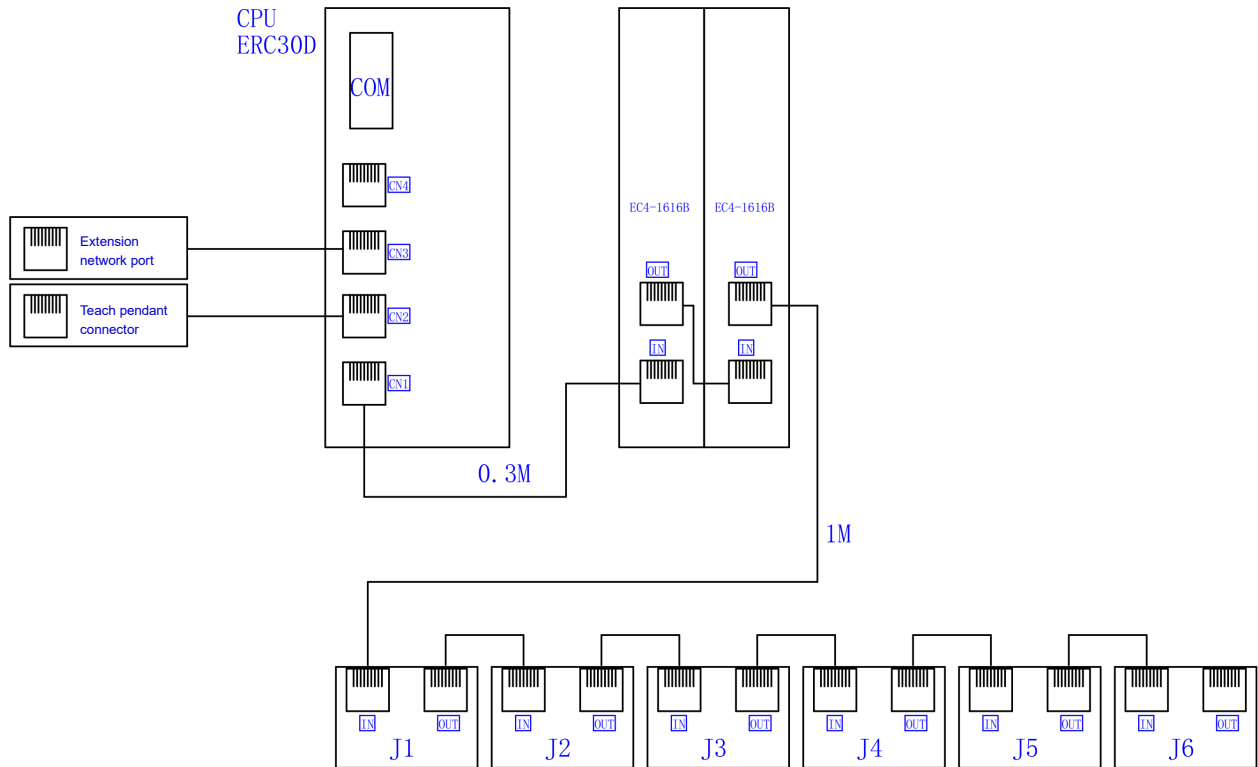 CPU
ERC30D
COM
CN4
Extension
network port
CN3
Teach pendant
connector
CN2
CN1
EC4-1616B
EC4-1616B
OUT
OUT
IN
IN
0.3M
1M
IN
OUT
IN
OUT
IN
OUT
IN
OUT
IN
OUT
IN
OUT
J1
J2
J3
J4
J5
J6